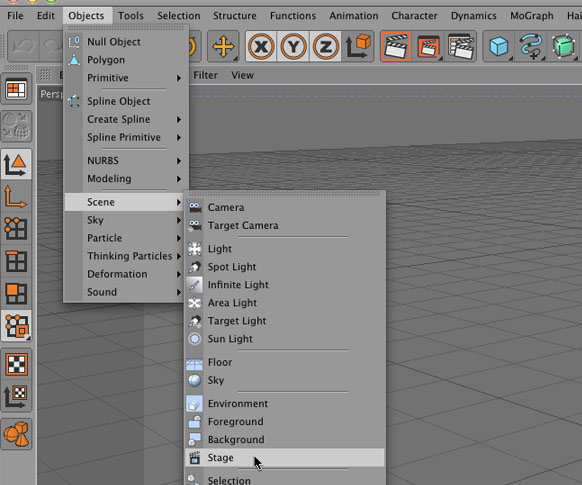 File Edit Objects Tools Selection Structure Functions Animation Character Dynamics MoGraph
X Y Z
Filter View
Null Object
Polygon
Primitive
Spline Object
Create Spline
Spline Primitive
NURBS
Modeling
Scene
Sky
Particle
Thinking Particles
Deformation
Sound
Camera
Target Camera
Light
Spot Light
Infinite Light
Area Light
Target Light
Sun Light
Floor
Sky
Environment
Foreground
Background
Stage
Selection